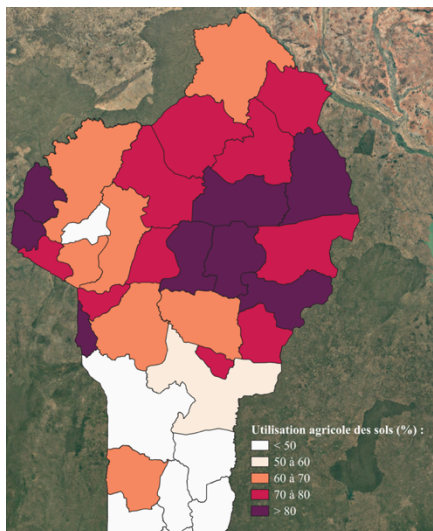 Utilisation agricole des sols (%) :
< 50
50 à 60
60 à 70
70 à 80
> 80